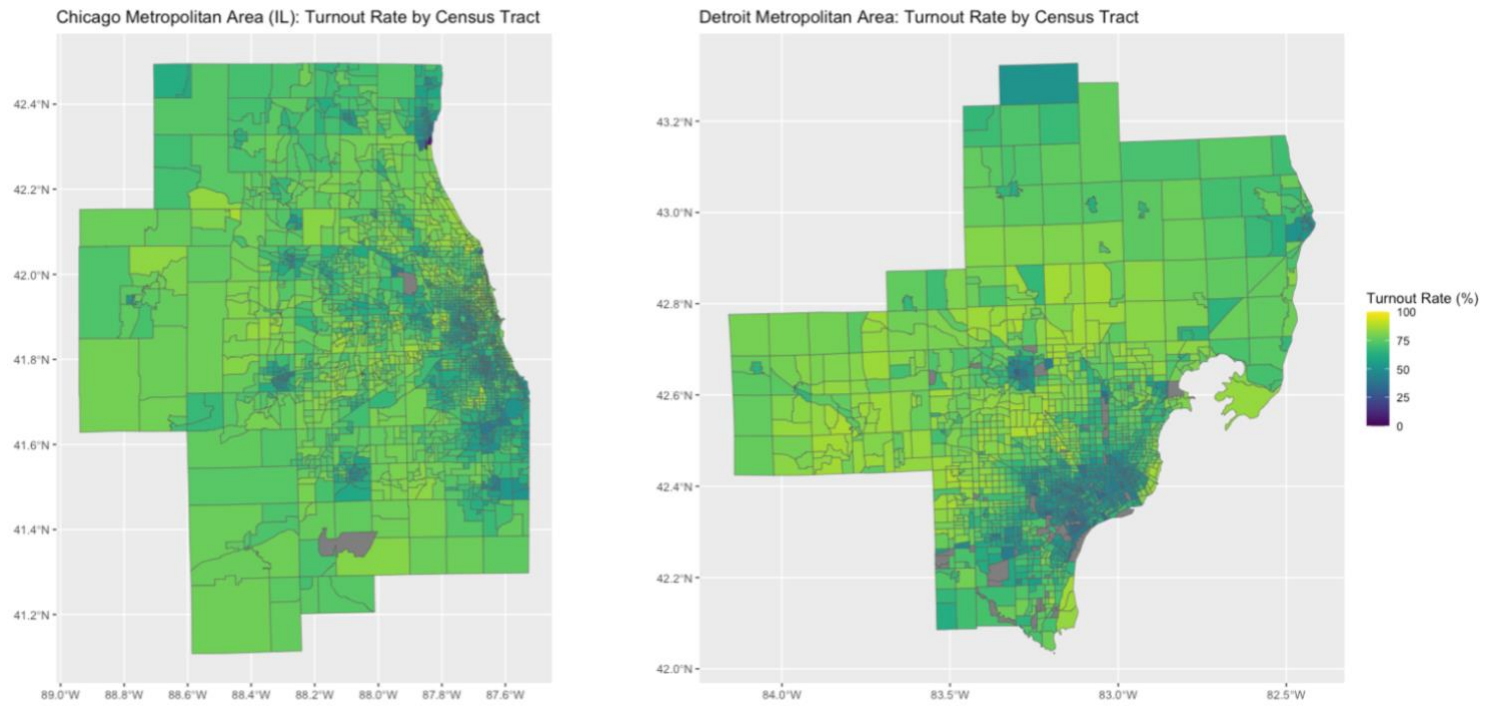 Chicago Metropolitan Area (IL): Turnout Rate by Census Tract
42.4°N
42.2°N
42.0°N
41.8°N
41.6°N
41.4°N
41.2°N
89.0°W 88.8°W 88.6°W 88.4°W 88.2°W 88.0°W 87.8°W 87.6°W
Detroit Metropolitan Area: Turnout Rate by Census Tract
43.2°N
43.0°N
42.8°N
42.6°N
42.4°N
42.2°N
42.0°N
84.0°W 83.5°W 83.0°W 82.5°W
Turnout Rate (%)
100
75
50
25
0